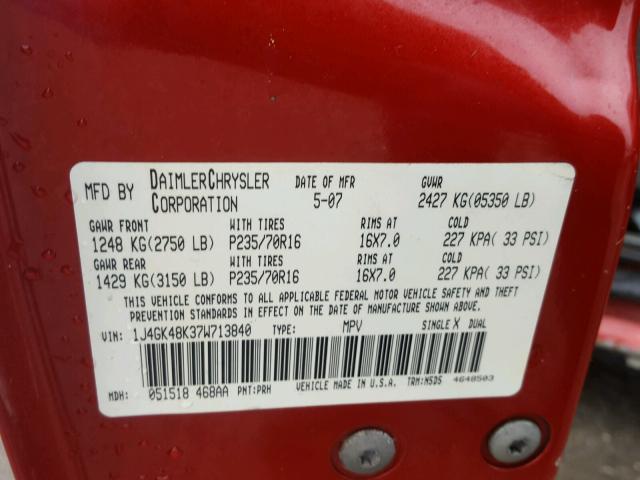 MFD BY DAIMLERCHRYSLER CORPORATION DATE OF MFR 5-07 GVWR 2427 KG(05350 LB)
GAWR FRONT WITH TIRES RIMS AT COLD
1248 KG(2750 LB) P235/70R16 16X7.0 227 KPA( 33 PSI)
GAWR REAR WITH TIRES RIMS AT COLD
1429 KG(3150 LB) P235/70R16 16X7.0 227 KPA( 33 PSI)
THIS VEHICLE CONFORMS TO ALL APPLICABLE FEDERAL MOTOR VEHICLE SAFETY AND THEFT
PREVENTION STANDARDS IN EFFECT ON THE DATE OF MANUFACTURE SHOWN ABOVE.
VIN: 1J4GK48K37W713840 TYPE: MPV SINGLE X DUAL
MDH: 051518 468AA PNT:PRH VEHICLE MADE IN U.S.A. TRM:N5D5 4648503